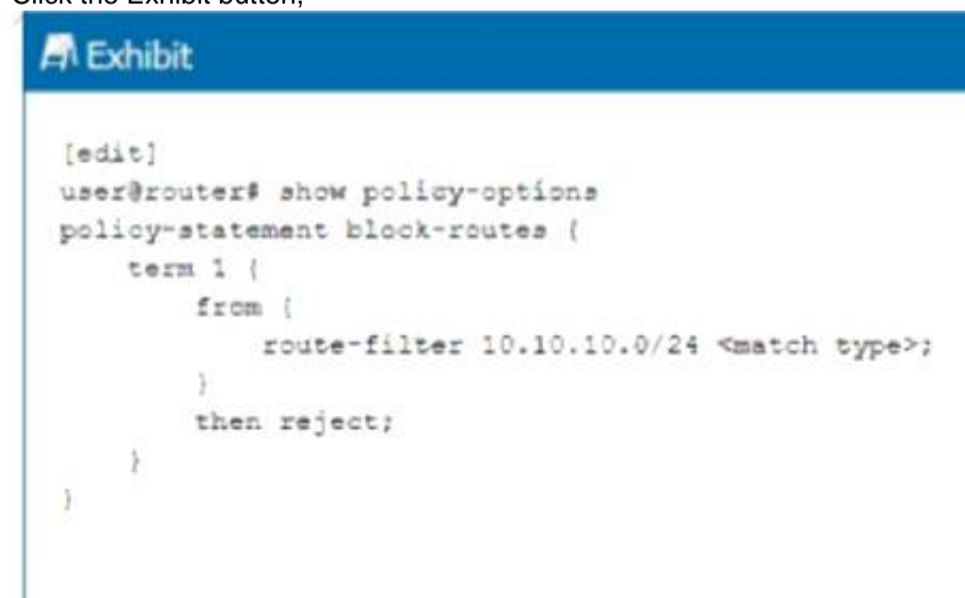 Click the Exhibit button,
Exhibit
[edit]
user@router# show policy-options
policy-statement block-routes {
term 1 {
from {
route-filter 10.10.10.0/24 <match type>;
}
then reject;
}
}